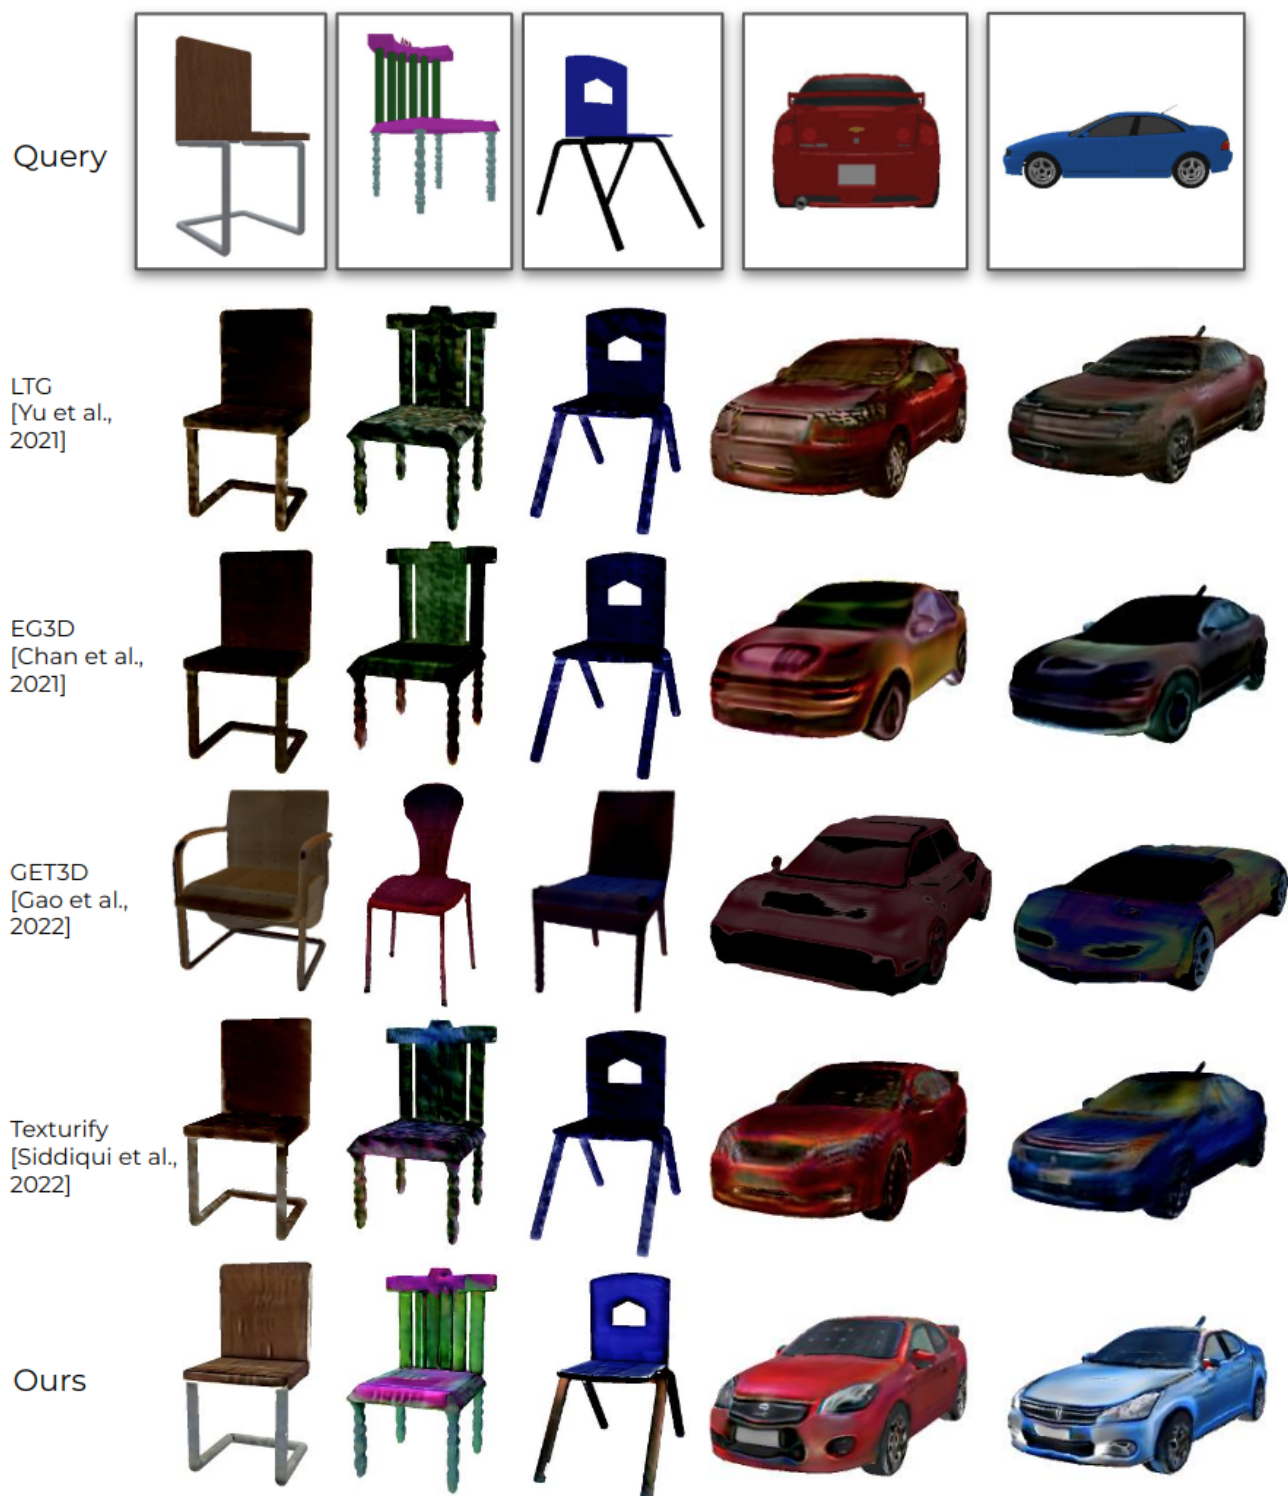 Query
LTG
[Yu et al.,
2021]
EG3D
[Chan et al.,
2021]
GET3D
[Gao et al.,
2022]
Texturify
[Siddiqui et al.,
2022]
Ours